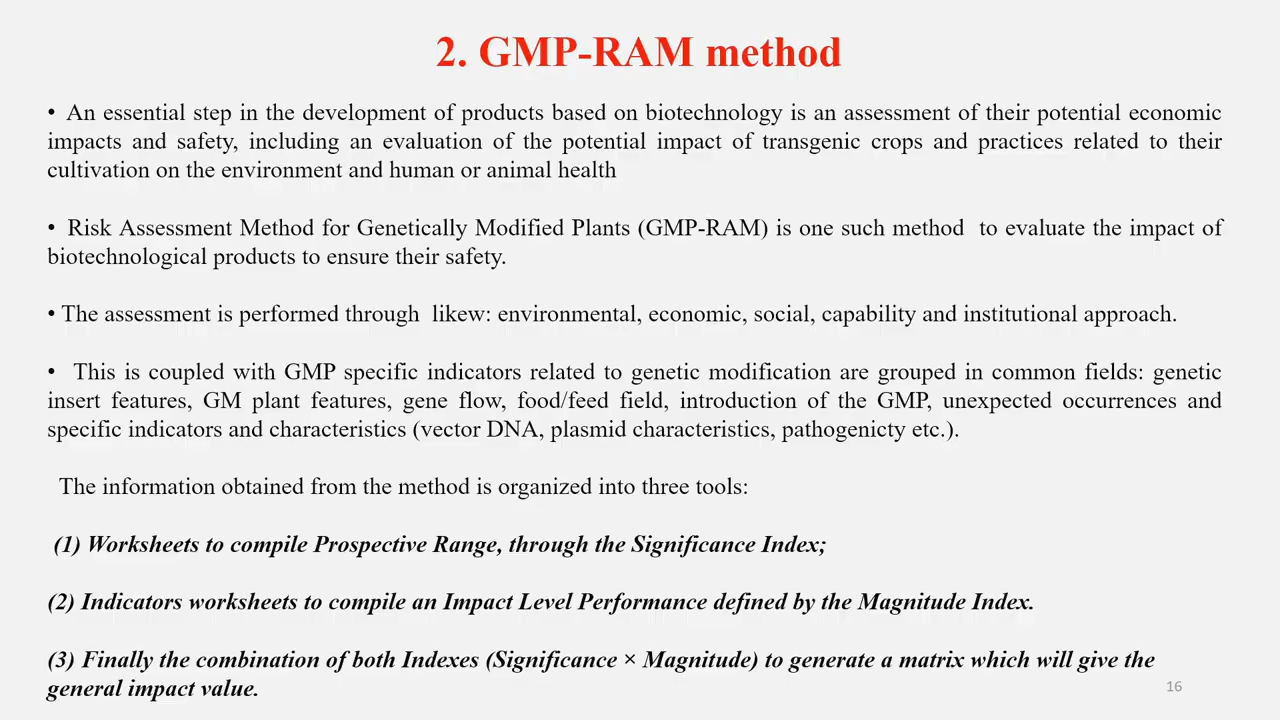 2. GMP-RAM method
• An essential step in the development of products based on biotechnology is an assessment of their potential economic
impacts and safety, including an evaluation of the potential impact of transgenic crops and practices related to their
cultivation on the environment and human or animal health
• Risk Assessment Method for Genetically Modified Plants (GMP-RAM) is one such method to evaluate the impact of
biotechnological products to ensure their safety.
• The assessment is performed through likew: environmental, economic, social, capability and institutional approach.
• This is coupled with GMP specific indicators related to genetic modification are grouped in common fields: genetic
insert features, GM plant features, gene flow, food/feed field, introduction of the GMP, unexpected occurrences and
specific indicators and characteristics (vector DNA, plasmid characteristics, pathogenicty etc.).
The information obtained from the method is organized into three tools:
(1) Worksheets to compile Prospective Range, through the Significance Index;
(2) Indicators worksheets to compile an Impact Level Performance defined by the Magnitude Index.
(3) Finally the combination of both Indexes (Significance × Magnitude) to generate a matrix which will give the
general impact value.
16